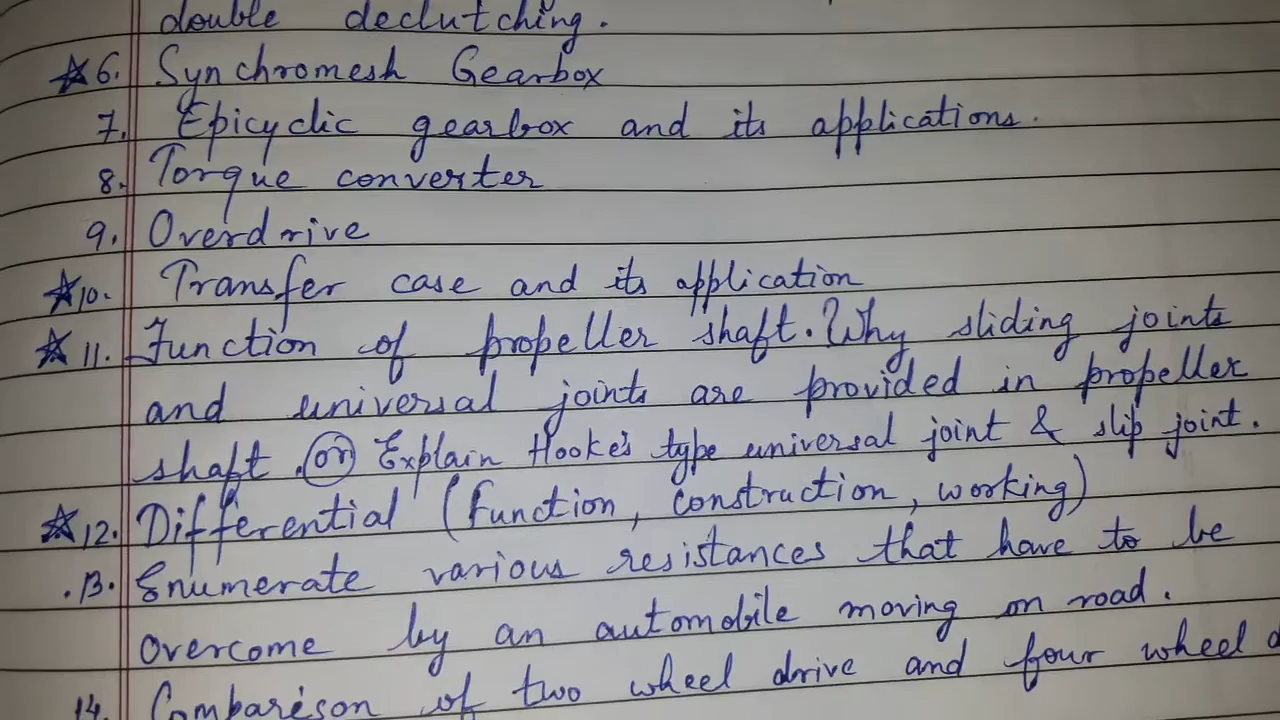 double declutching.
☆6. Synchromesh Gearbox
7. Epicyclic gearbox and its applications.
8. Torque converter
9. Overdrive
☆10. Transfer case and its application
☆11. Function of propeller shaft. Why sliding joints
and universal joints are provided in propeller
shaft. or Explain Hooke's type universal joint & slip joint.
☆12. Differential (Function, construction, working)
.13. Enumerate various resistances that have to be
overcome by an automobile moving on road.
14. Comparison of two wheel drive and four wheel d